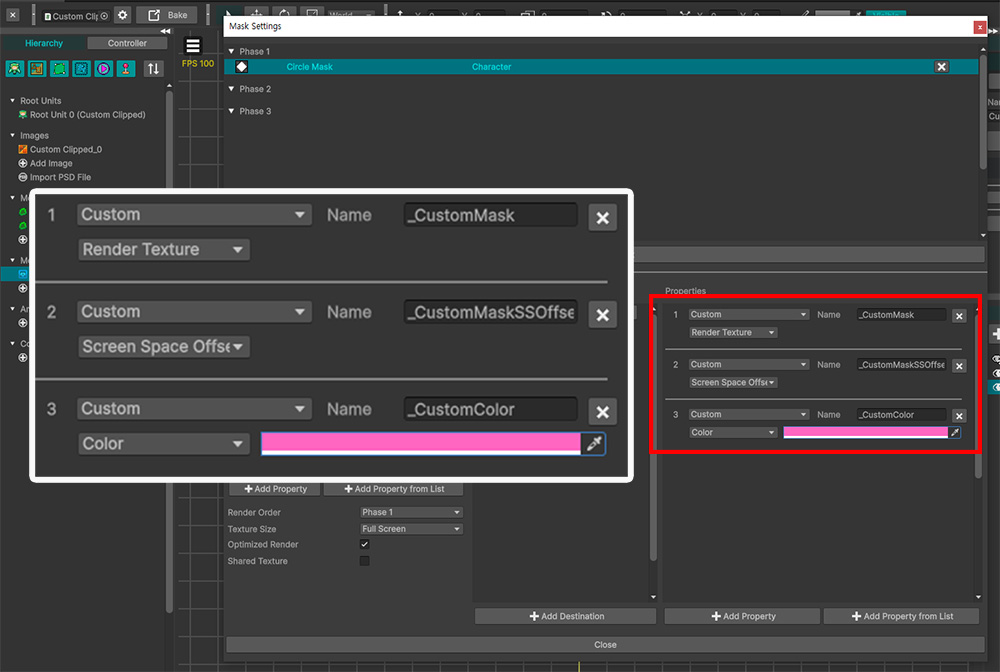 Custom Clip
Bake
World
Mask Settings
Hierarchy
Controller
FPS 100
Phase 1
Circle Mask
Character
Phase 2
Phase 3
Root Units
Root Unit 0 (Custom Clipped)
Images
Custom Clipped_0
Add Image
Import PSD File
1
Custom
Name
_CustomMask
Render Texture
2
Custom
Name
_CustomMaskSSOffse
Screen Space Offse
3
Custom
Name
_CustomColor
Color
Properties
1
Custom
Name
_CustomMask
Render Texture
2
Custom
Name
_CustomMaskSSOffse
Screen Space Offse
3
Custom
Name
_CustomColor
Color
Add Property
Add Property from List
Render Order
Phase 1
Texture Size
Full Screen
Optimized Render
Shared Texture
Add Destination
Add Property
Add Property from List
Close